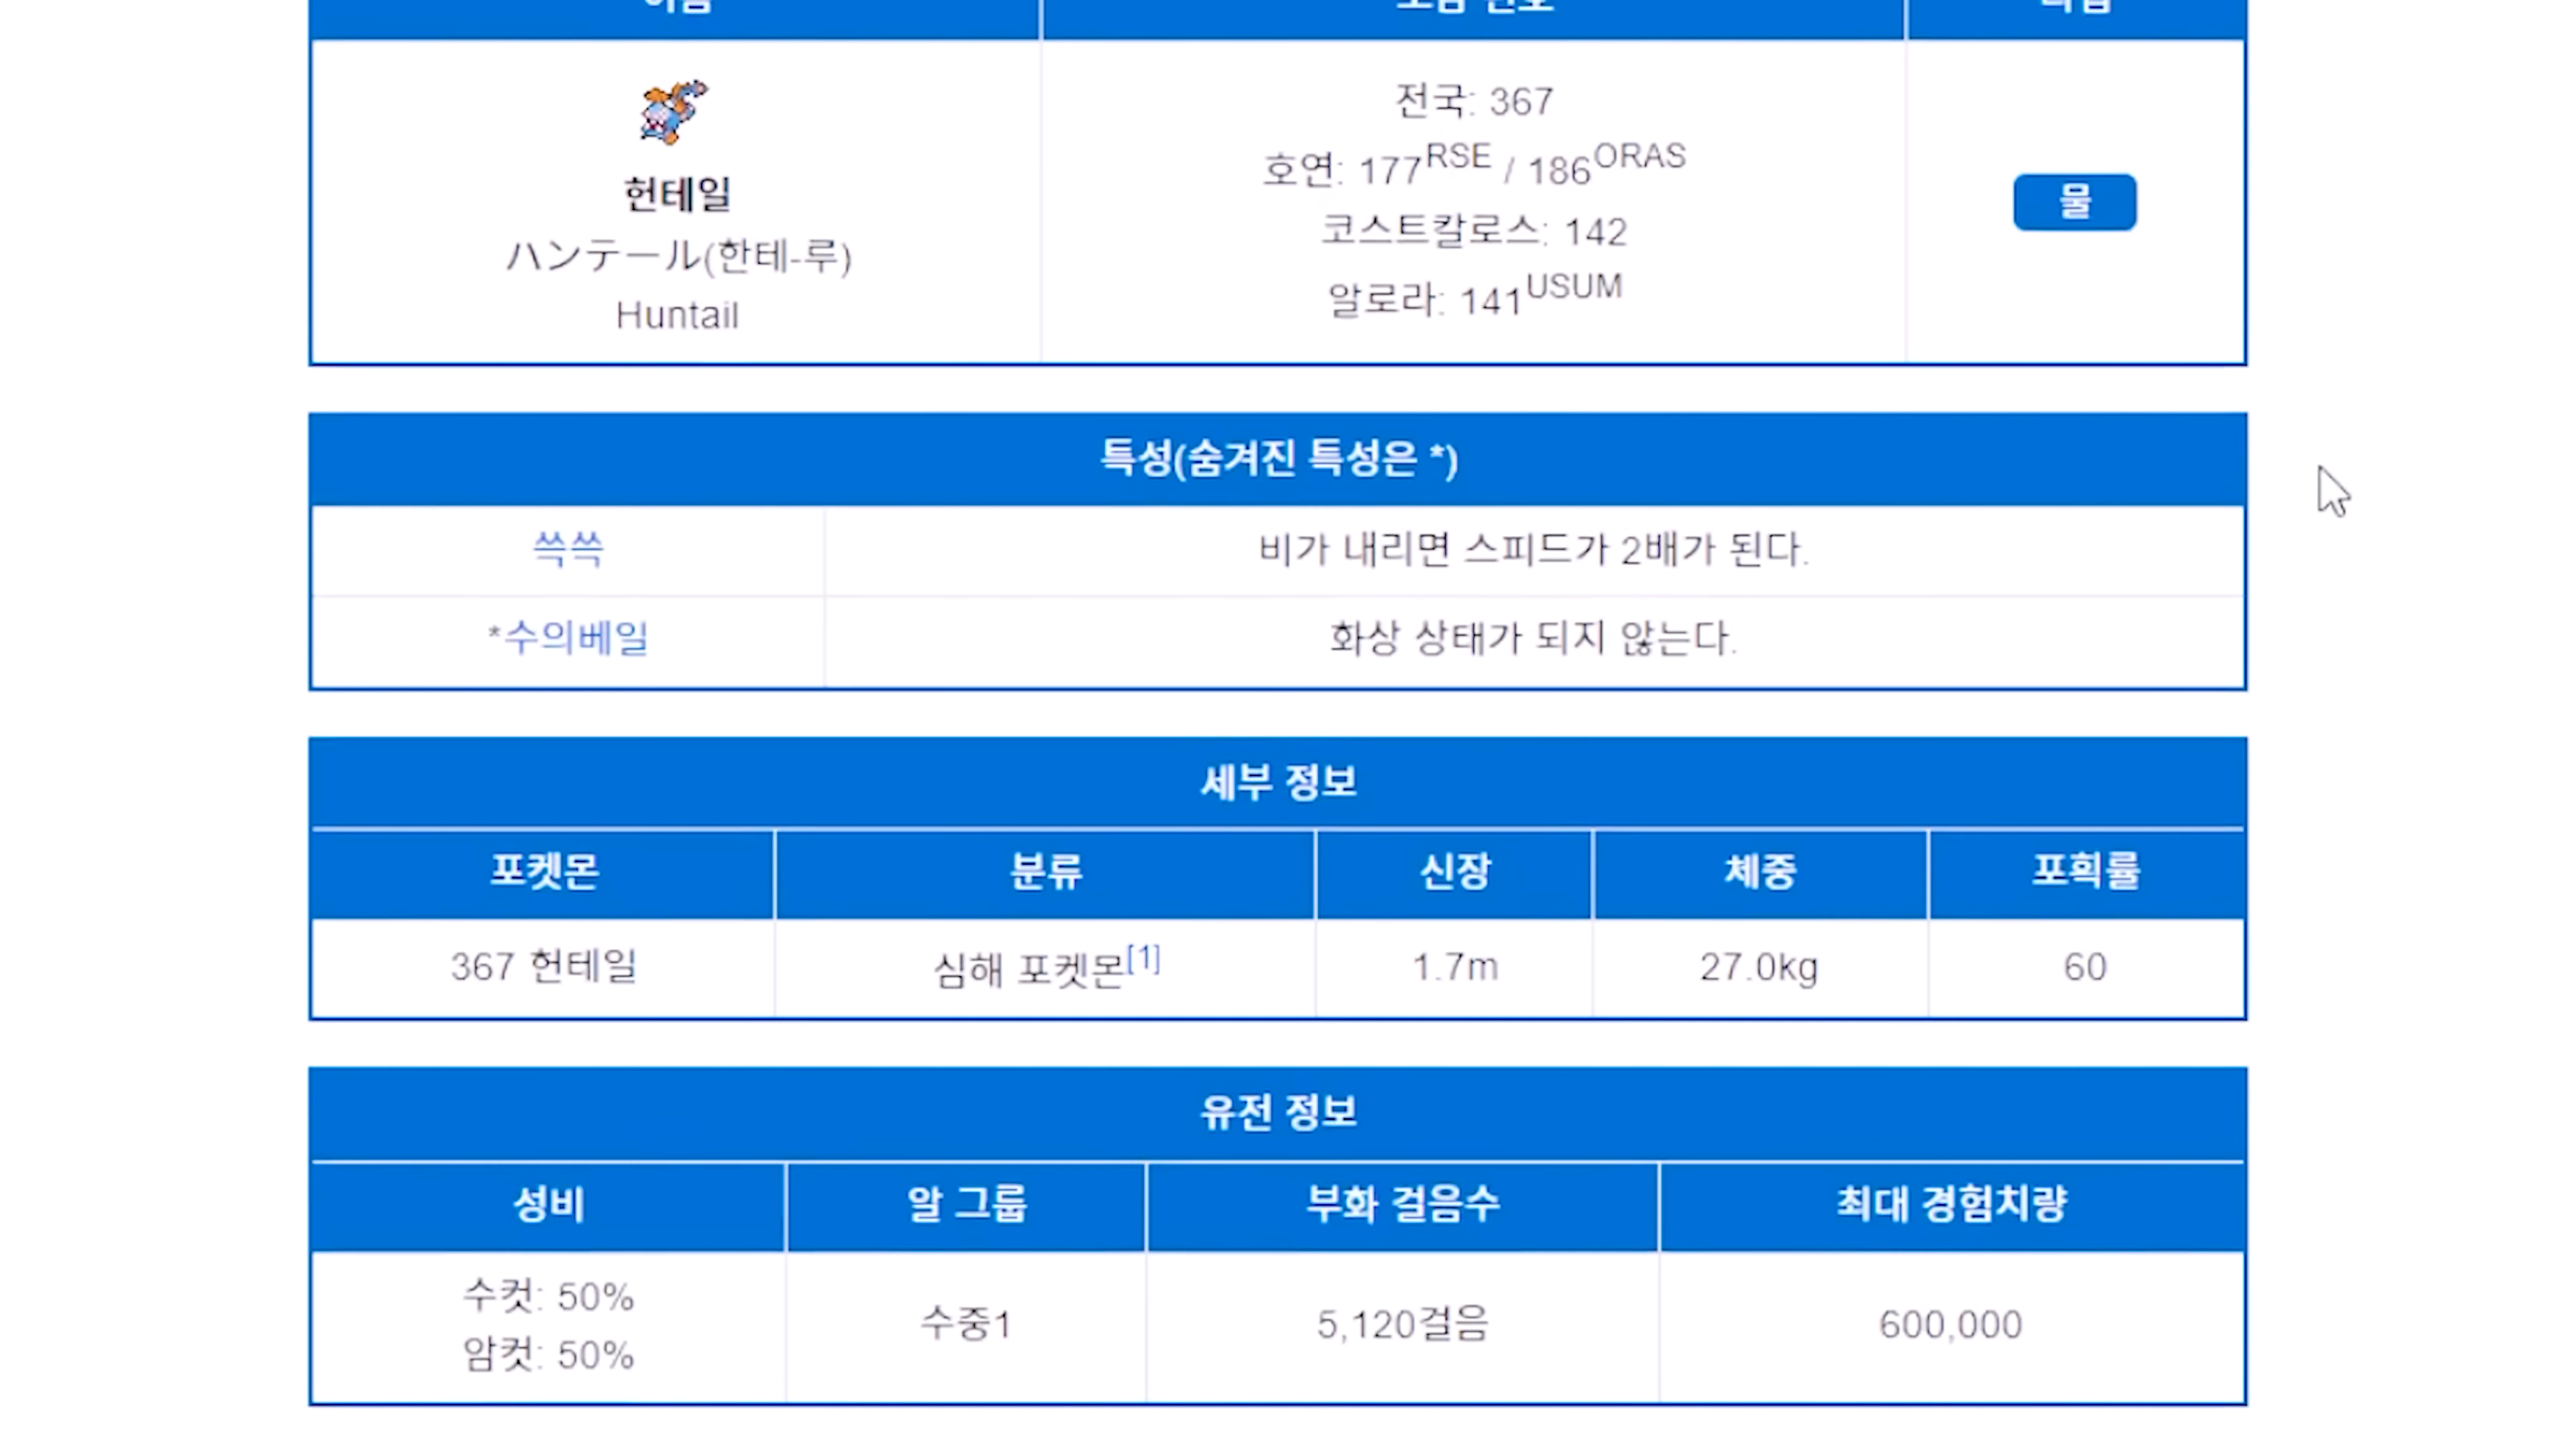 헌테일
ハンテール(한테-루)
Huntail
전국: 367
호연: 177RSE / 186ORAS
코스트칼로스: 142
알로라: 141USUM
물
특성(숨겨진 특성은 *)
쓱쓱 비가 내리면 스피드가 2배가 된다.
*수의베일 화상 상태가 되지 않는다.
세부 정보
포켓몬 분류 신장 체중 포획률
367 헌테일 심해 포켓몬[1] 1.7m 27.0kg 60
유전 정보
성비 알 그룹 부화 걸음수 최대 경험치량
수컷: 50%
암컷: 50%
수중1 5,120걸음 600,000